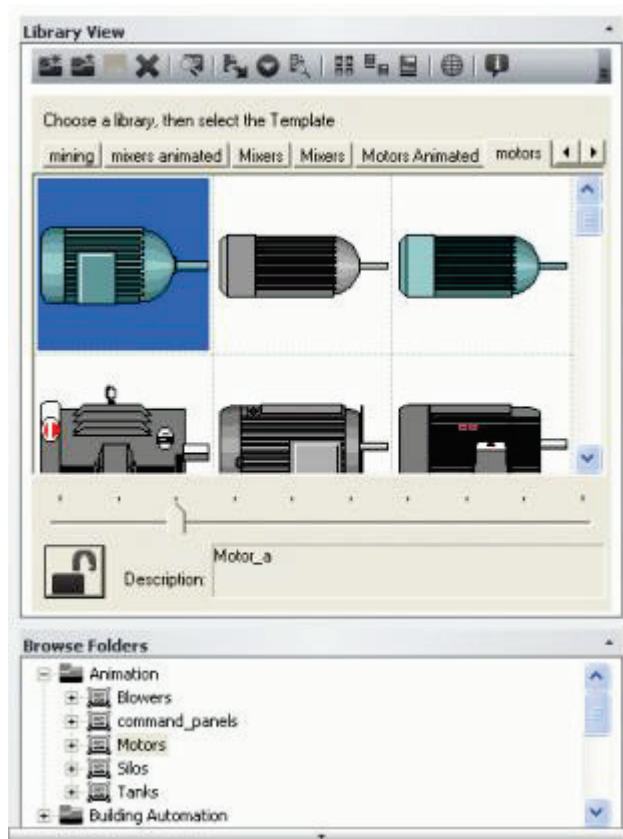 Library View
Choose a library, then select the Template
mining mixers animated Mixers Mixers Motors Animated motors
Motor_a
Description:
Browse Folders
Animation
Blowers
command_panels
Motors
Silos
Tanks
Building Automation